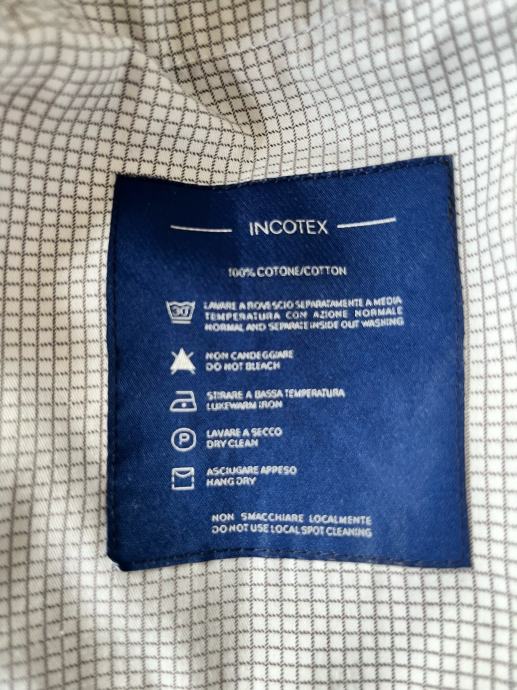 INCOTEX
100% COTONE/COTTON
30°
LAVARE A ROVESCIO SEPARATAMENTE A MEDIA
TEMPERATURA CON AZIONE NORMALE
NORMAL AND SEPARATE INSIDE OUT WASHING
NON CANDEGGIARE
DO NOT BLEACH
STIRARE A BASSA TEMPERATURA
LUKEWARM IRON
P
LAVARE A SECCO
DRY CLEAN
ASCIUGARE APPESO
HANG DRY
NON SMACCHIARE LOCALMENTE
DO NOT USE LOCAL SPOT CLEANING